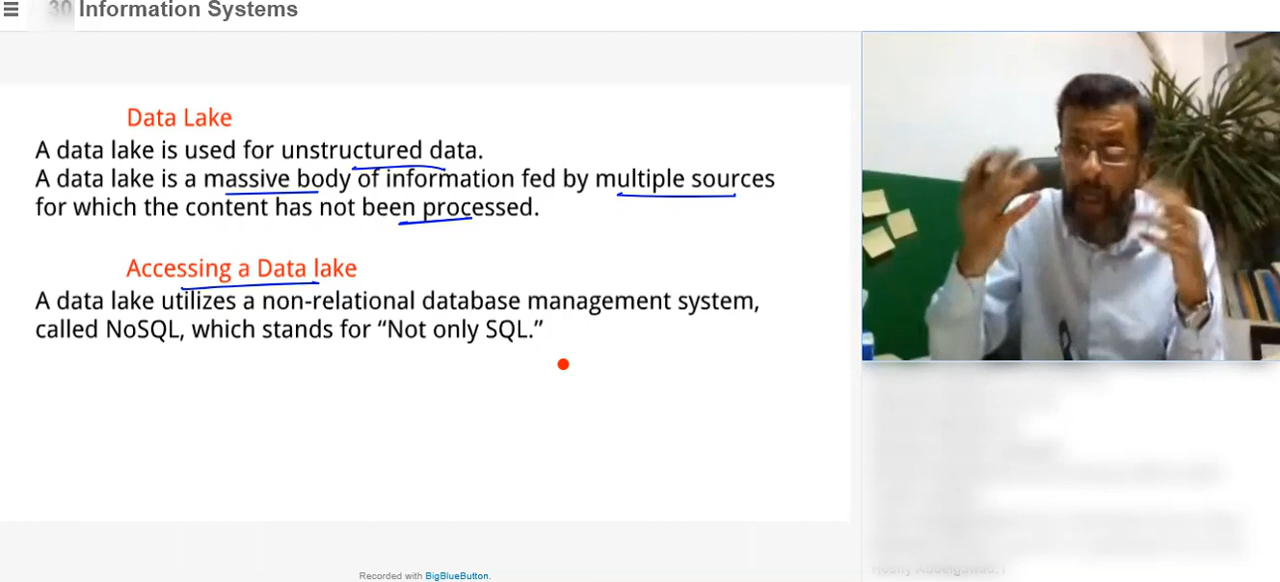 30 Information Systems
Data Lake
A data lake is used for unstructured data.
A data lake is a massive body of information fed by multiple sources
for which the content has not been processed.
Accessing a Data lake
A data lake utilizes a non-relational database management system,
called NoSQL, which stands for “Not only SQL.”
Recorded with BigBlueButton.